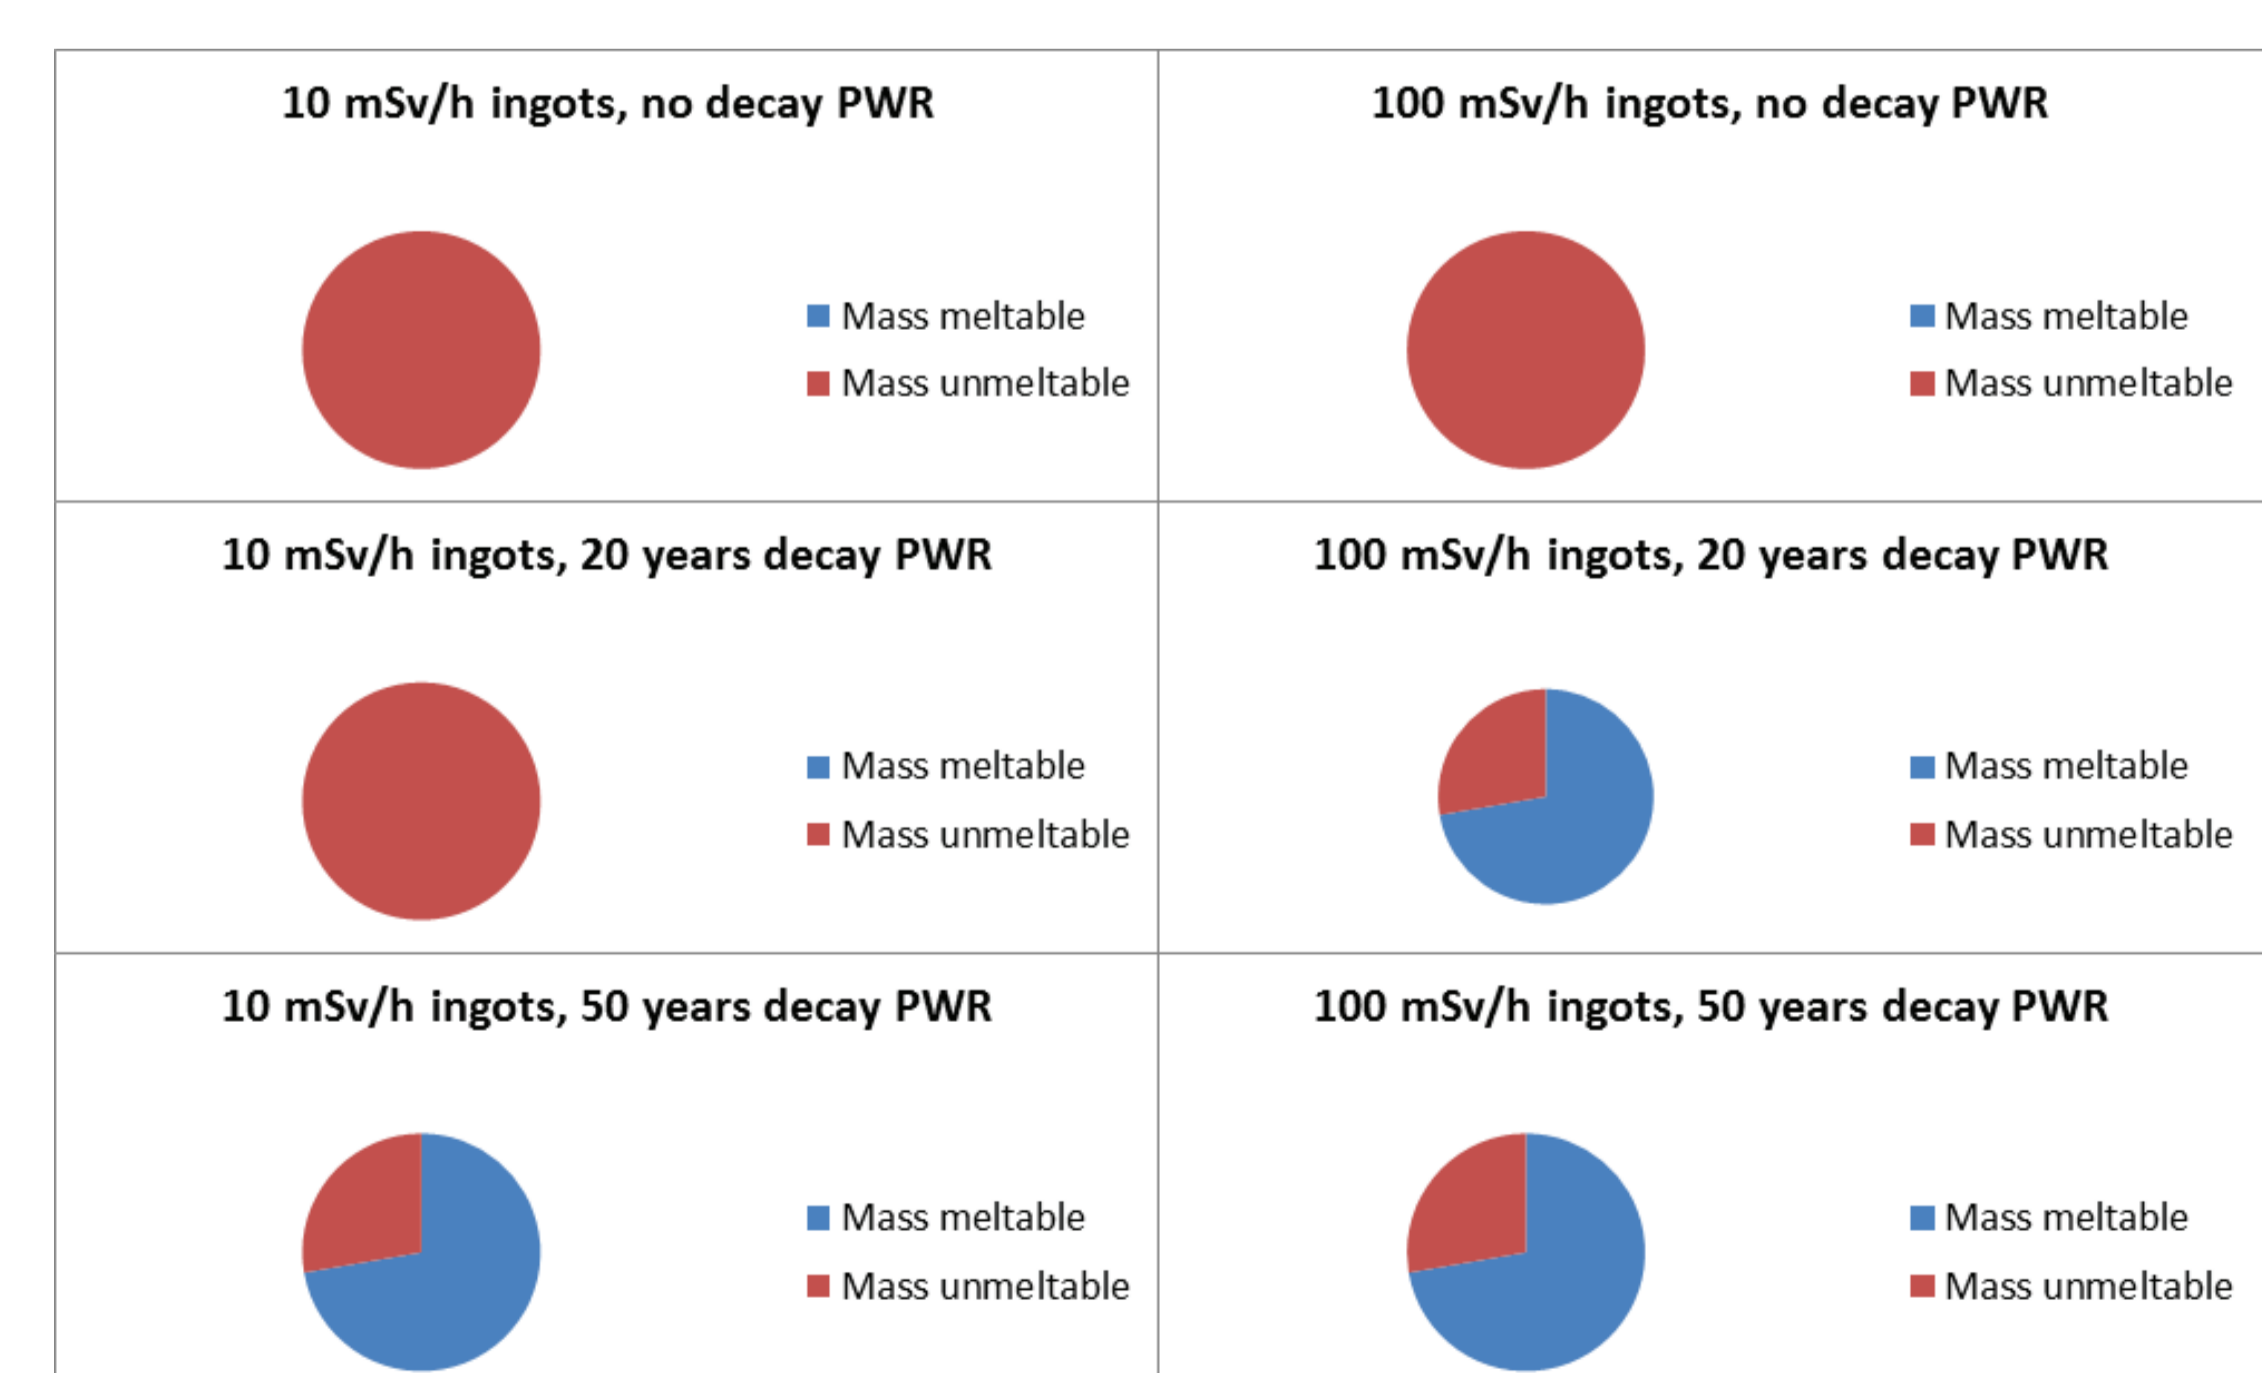 10 mSv/h ingots, no decay PWR
Mass meltable
Mass unmeltable
100 mSv/h ingots, no decay PWR
Mass meltable
Mass unmeltable
10 mSv/h ingots, 20 years decay PWR
Mass meltable
Mass unmeltable
100 mSv/h ingots, 20 years decay PWR
Mass meltable
Mass unmeltable
10 mSv/h ingots, 50 years decay PWR
Mass meltable
Mass unmeltable
100 mSv/h ingots, 50 years decay PWR
Mass meltable
Mass unmeltable